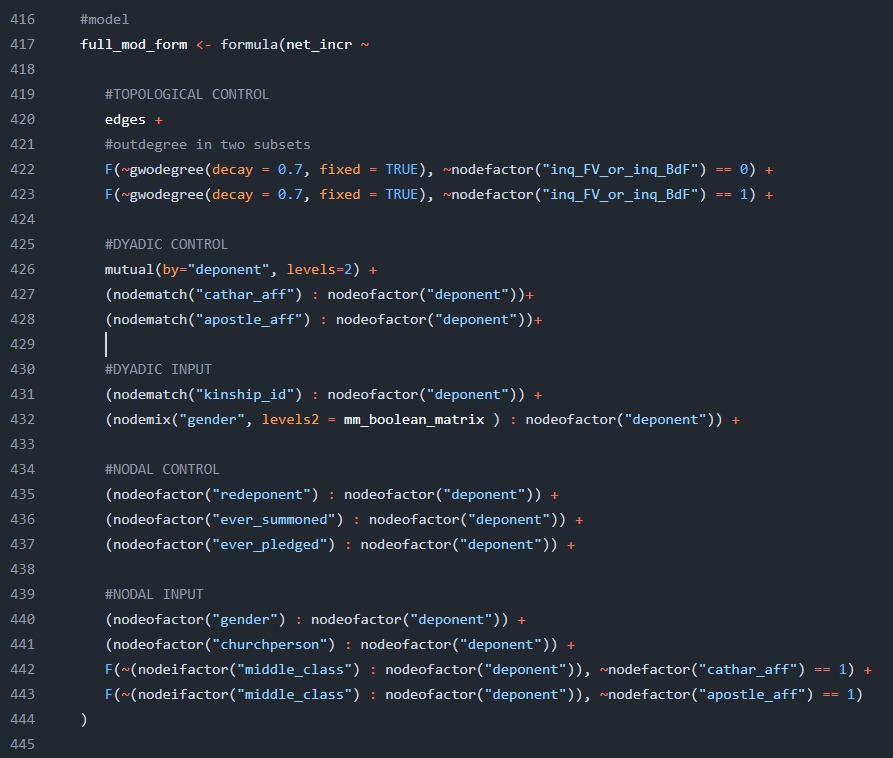 416 #model
417 full_mod_form <- formula(net_incr ~
418
419 #TOPOLOGICAL CONTROL
420 edges +
421 #outdegree in two subsets
422 F(~gwodegree(decay = 0.7, fixed = TRUE), ~nodefactor("inq_FV_or_inq_BdF") == 0) +
423 F(~gwodegree(decay = 0.7, fixed = TRUE), ~nodefactor("inq_FV_or_inq_BdF") == 1) +
424
425 #DYADIC CONTROL
426 mutual(by="deponent", levels=2) +
427 (nodematch("cathar_aff") : nodeofactor("deponent"))+
428 (nodematch("apostle_aff") : nodeofactor("deponent"))+
429
430 #DYADIC INPUT
431 (nodematch("kinship_id") : nodeofactor("deponent")) +
432 (nodemix("gender", levels2 = mm_boolean_matrix ) : nodeofactor("deponent")) +
433
434 #NODAL CONTROL
435 (nodeofactor("redeponent") : nodeofactor("deponent")) +
436 (nodeofactor("ever_summoned") : nodeofactor("deponent")) +
437 (nodeofactor("ever_pledged") : nodeofactor("deponent")) +
438
439 #NODAL INPUT
440 (nodeofactor("gender") : nodeofactor("deponent")) +
441 (nodeofactor("churchperson") : nodeofactor("deponent")) +
442 F(~(nodeifactor("middle_class") : nodeofactor("deponent")), ~nodefactor("cathar_aff") == 1) +
443 F(~(nodeifactor("middle_class") : nodeofactor("deponent")), ~nodefactor("apostle_aff") == 1)
444 )
445